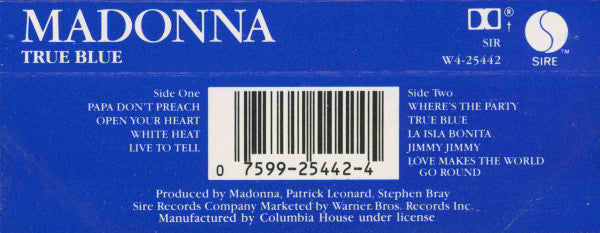 MADONNA
TRUE BLUE
®
†
SIR
W4-25442
SIRE
TM
Side One
PAPA DON'T PREACH
OPEN YOUR HEART
WHITE HEAT
LIVE TO TELL
0 7599-25442-4
Side Two
WHERE'S THE PARTY
TRUE BLUE
LA ISLA BONITA
JIMMY JIMMY
LOVE MAKES THE WORLD
GO ROUND
Produced by Madonna, Patrick Leonard, Stephen Bray
Sire Records Company Marketed by Warner Bros. Records Inc.
Manufactured by Columbia House under license